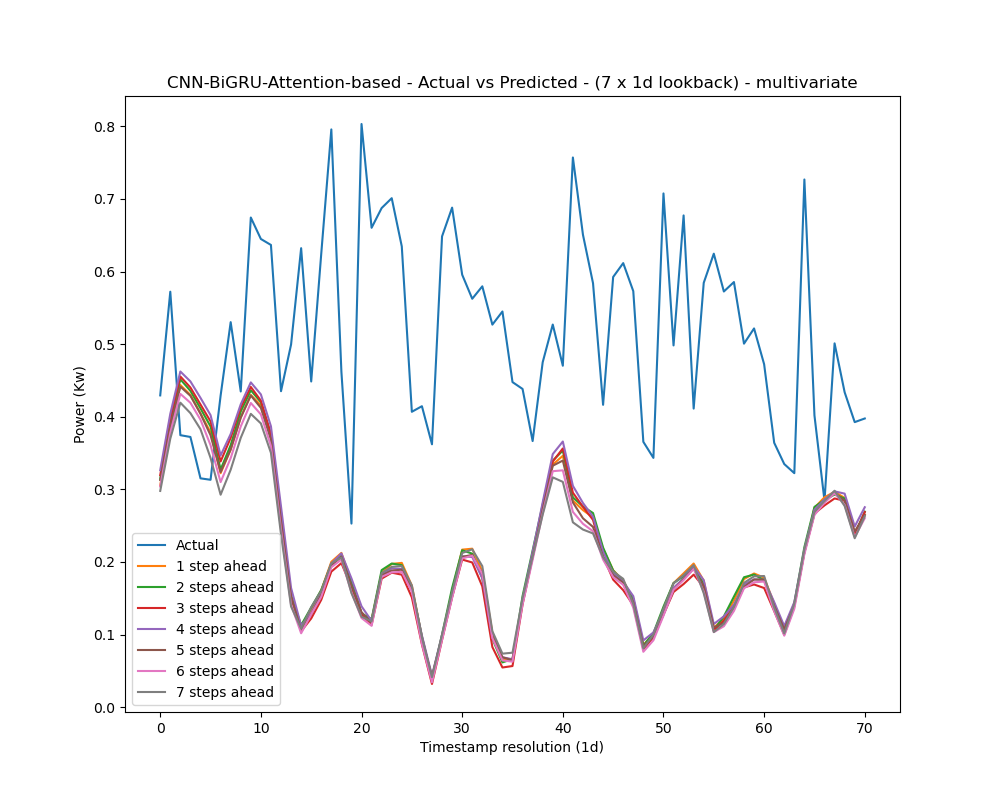 CNN-BiGRU-Attention-based - Actual vs Predicted - (7 x 1d lookback) - multivariate
Power (Kw)
0.8
0.7
0.6
0.5
0.4
0.3
0.2
0.1
0.0
Actual
1 step ahead
2 steps ahead
3 steps ahead
4 steps ahead
5 steps ahead
6 steps ahead
7 steps ahead
0 10 20 30 40 50 60 70
Timestamp resolution (1d)